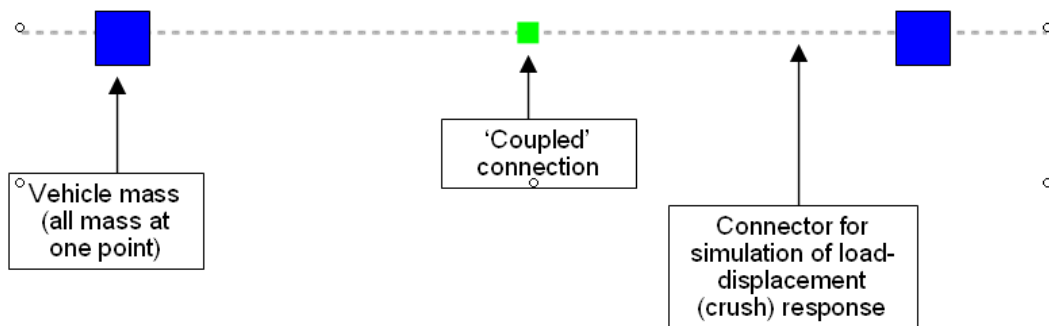 ‘Coupled’
connection
Vehicle mass
(all mass at
one point)
Connector for
simulation of load-
displacement
(crush) response